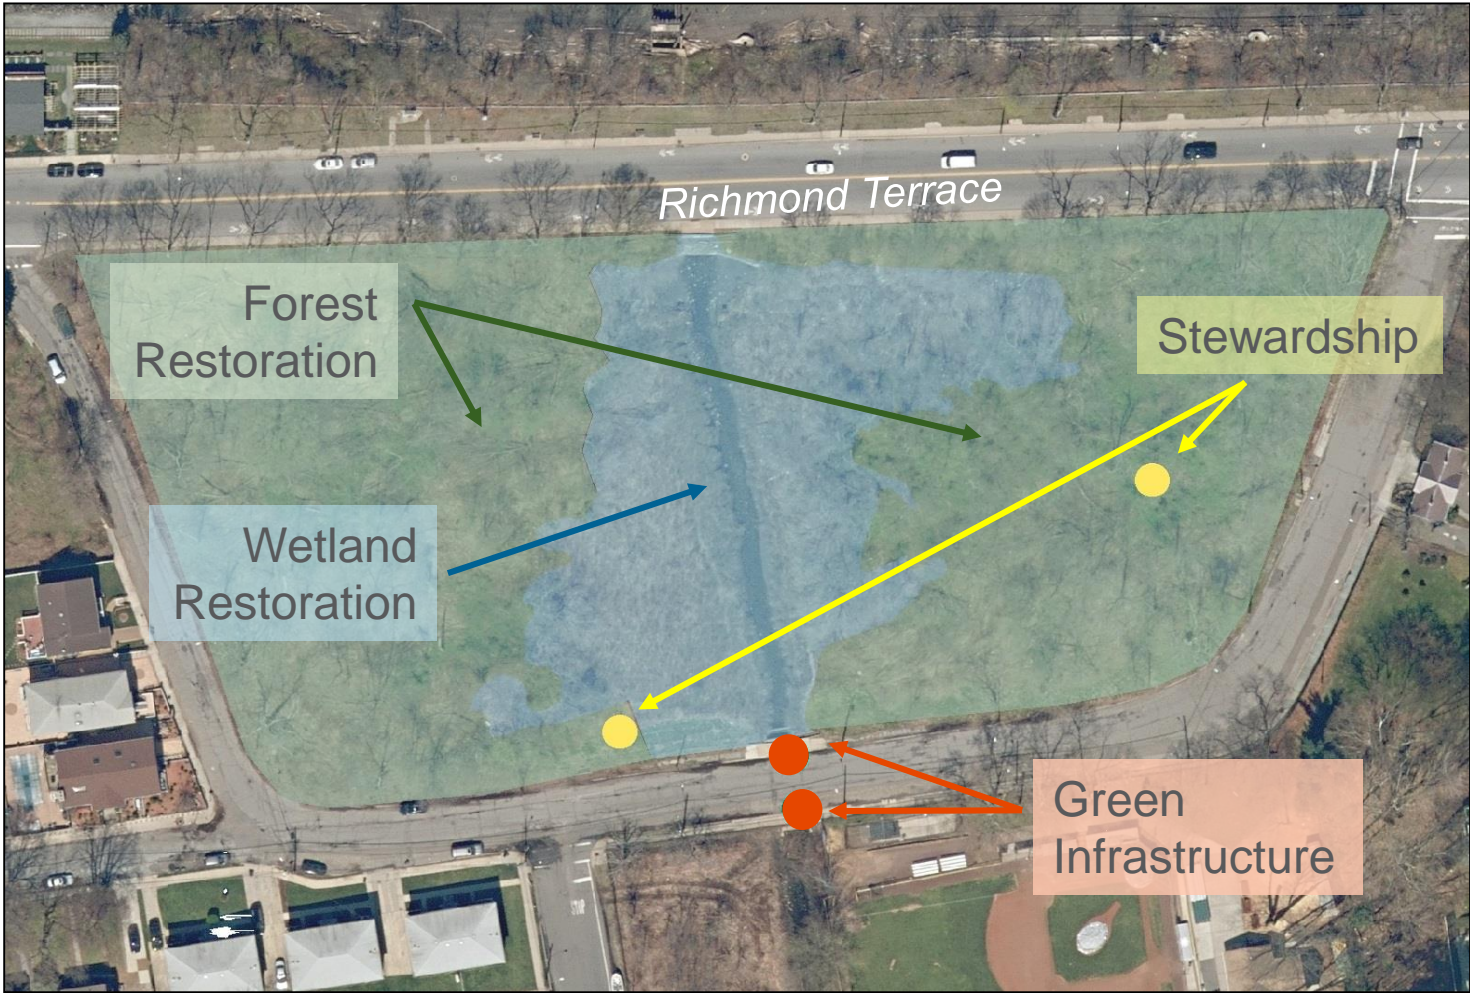 Richmond Terrace
Forest
Restoration
Stewardship
Wetland
Restoration
Green
Infrastructure